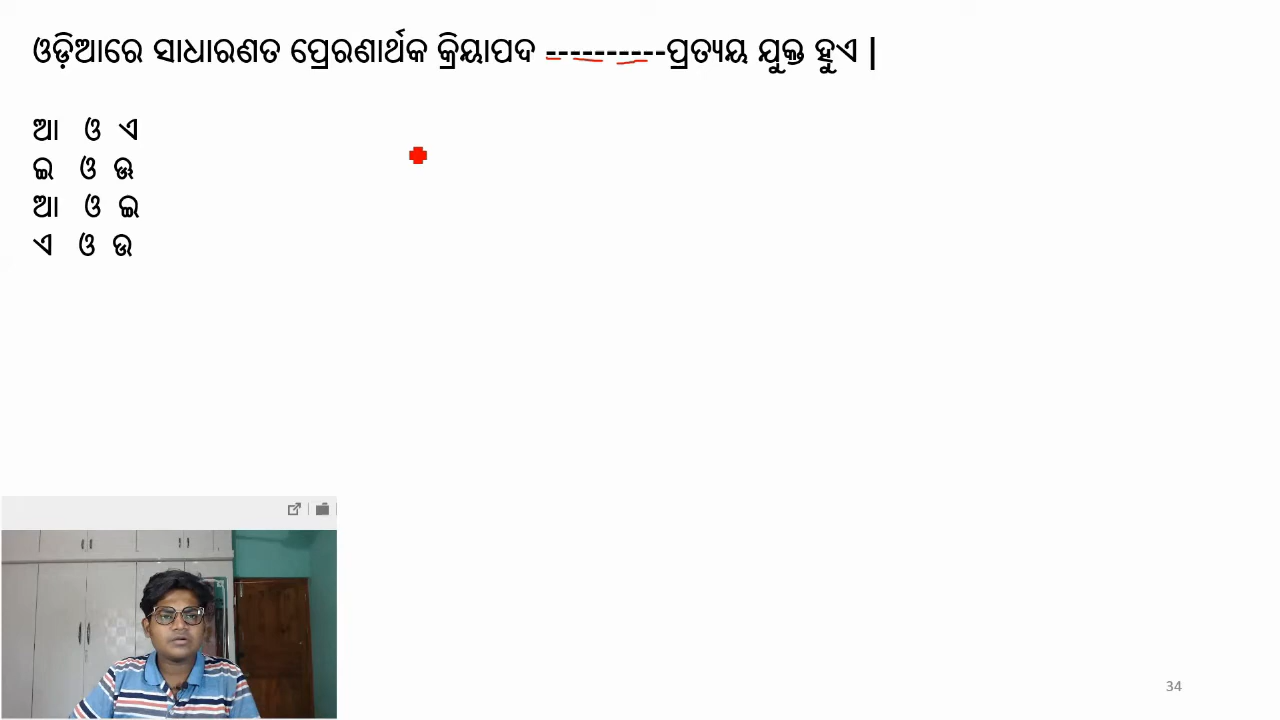 ଓଡ଼ିଆରେ ସାଧାରଣତ ପ୍ରେରଣାର୍ଥକ କ୍ରିୟାପଦ ----------ପ୍ରତ୍ୟୟ ଯୁକ୍ତ ହୁଏ |
ଆ ଓ ଏ
ଇ ଓ ଊ
ଆ ଓ ଇ
ଏ ଓ ଉ
34